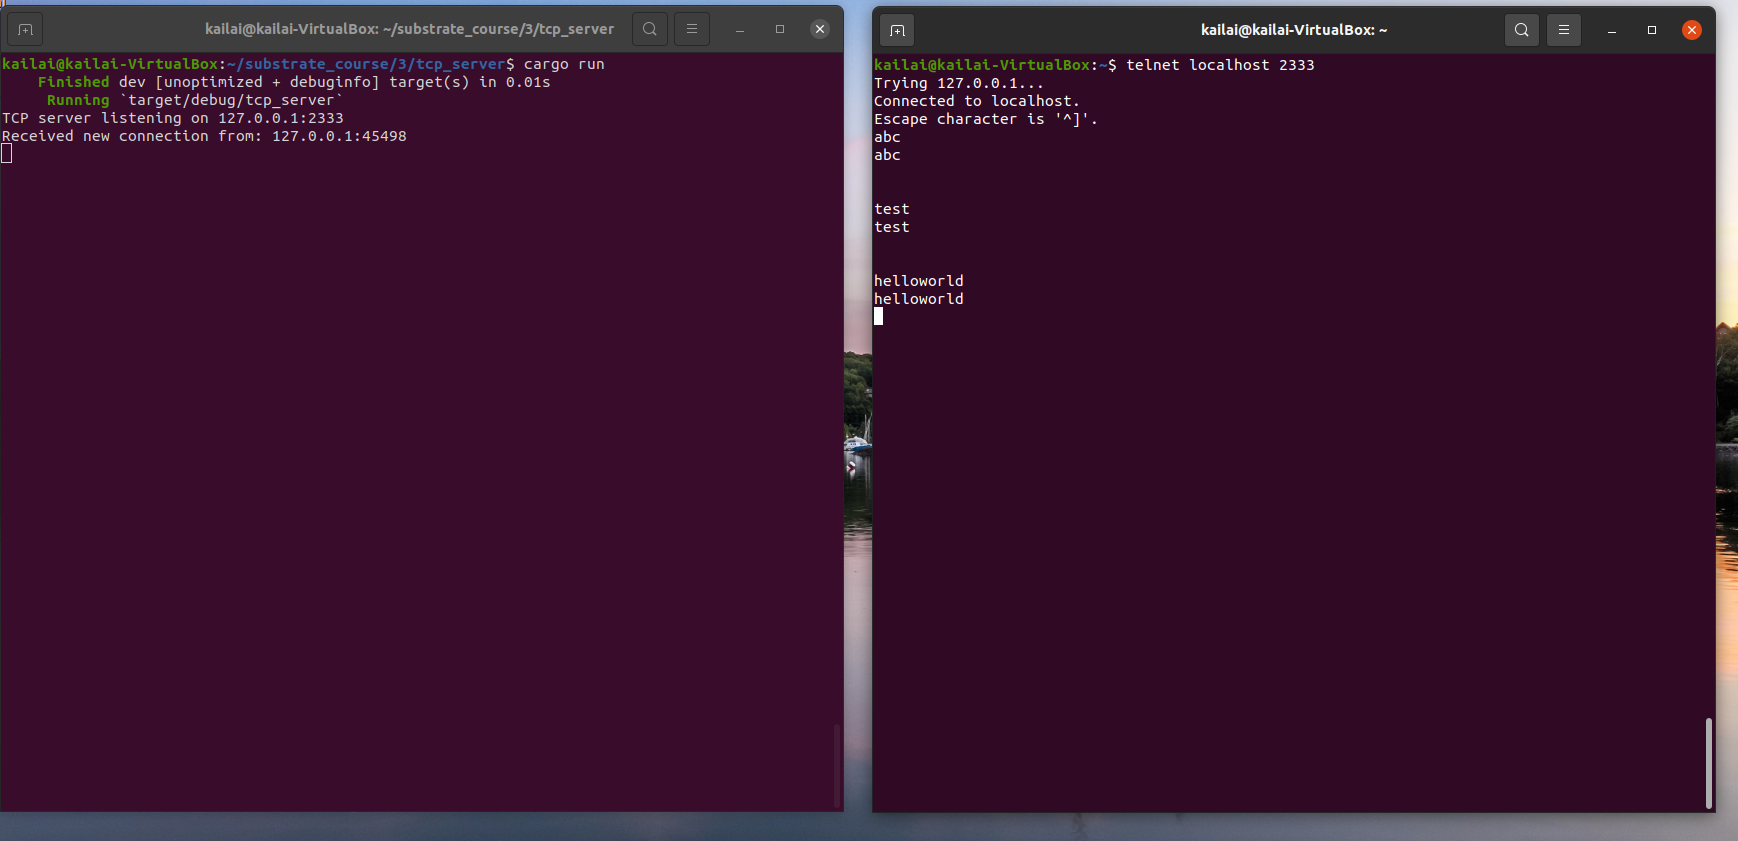 kailai@kailai-VirtualBox: ~/substrate_course/3/tcp_server
kailai@kailai-VirtualBox:~/substrate_course/3/tcp_server$ cargo run
Finished dev [unoptimized + debuginfo] target(s) in 0.01s
Running `target/debug/tcp_server`
TCP server listening on 127.0.0.1:2333
Received new connection from: 127.0.0.1:45498
kailai@kailai-VirtualBox: ~
kailai@kailai-VirtualBox:~$ telnet localhost 2333
Trying 127.0.0.1...
Connected to localhost.
Escape character is '^]'.
abc
abc
test
test
helloworld
helloworld